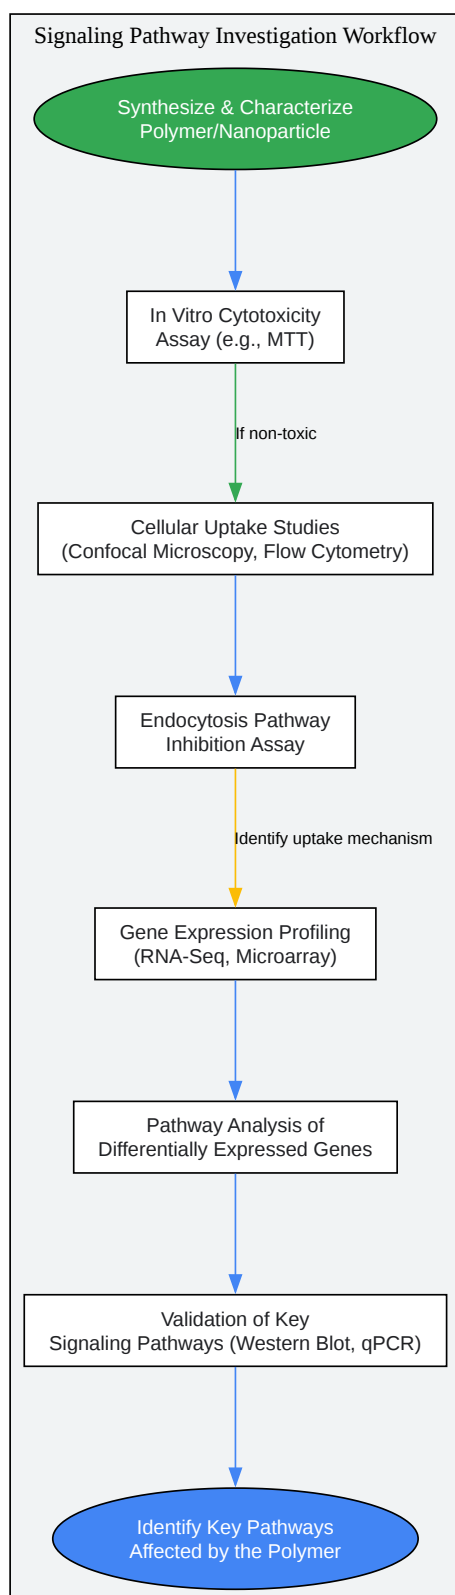 Signaling Pathway Investigation Workflow
Synthesize & Characterize
Polymer/Nanoparticle
In Vitro Cytotoxicity
Assay (e.g., MTT)
If non-toxic
Cellular Uptake Studies
(Confocal Microscopy, Flow Cytometry)
Endocytosis Pathway
Inhibition Assay
Identify uptake mechanism
Gene Expression Profiling
(RNA-Seq, Microarray)
Pathway Analysis of
Differentially Expressed Genes
Validation of Key
Signaling Pathways (Western Blot, qPCR)
Identify Key Pathways
Affected by the Polymer